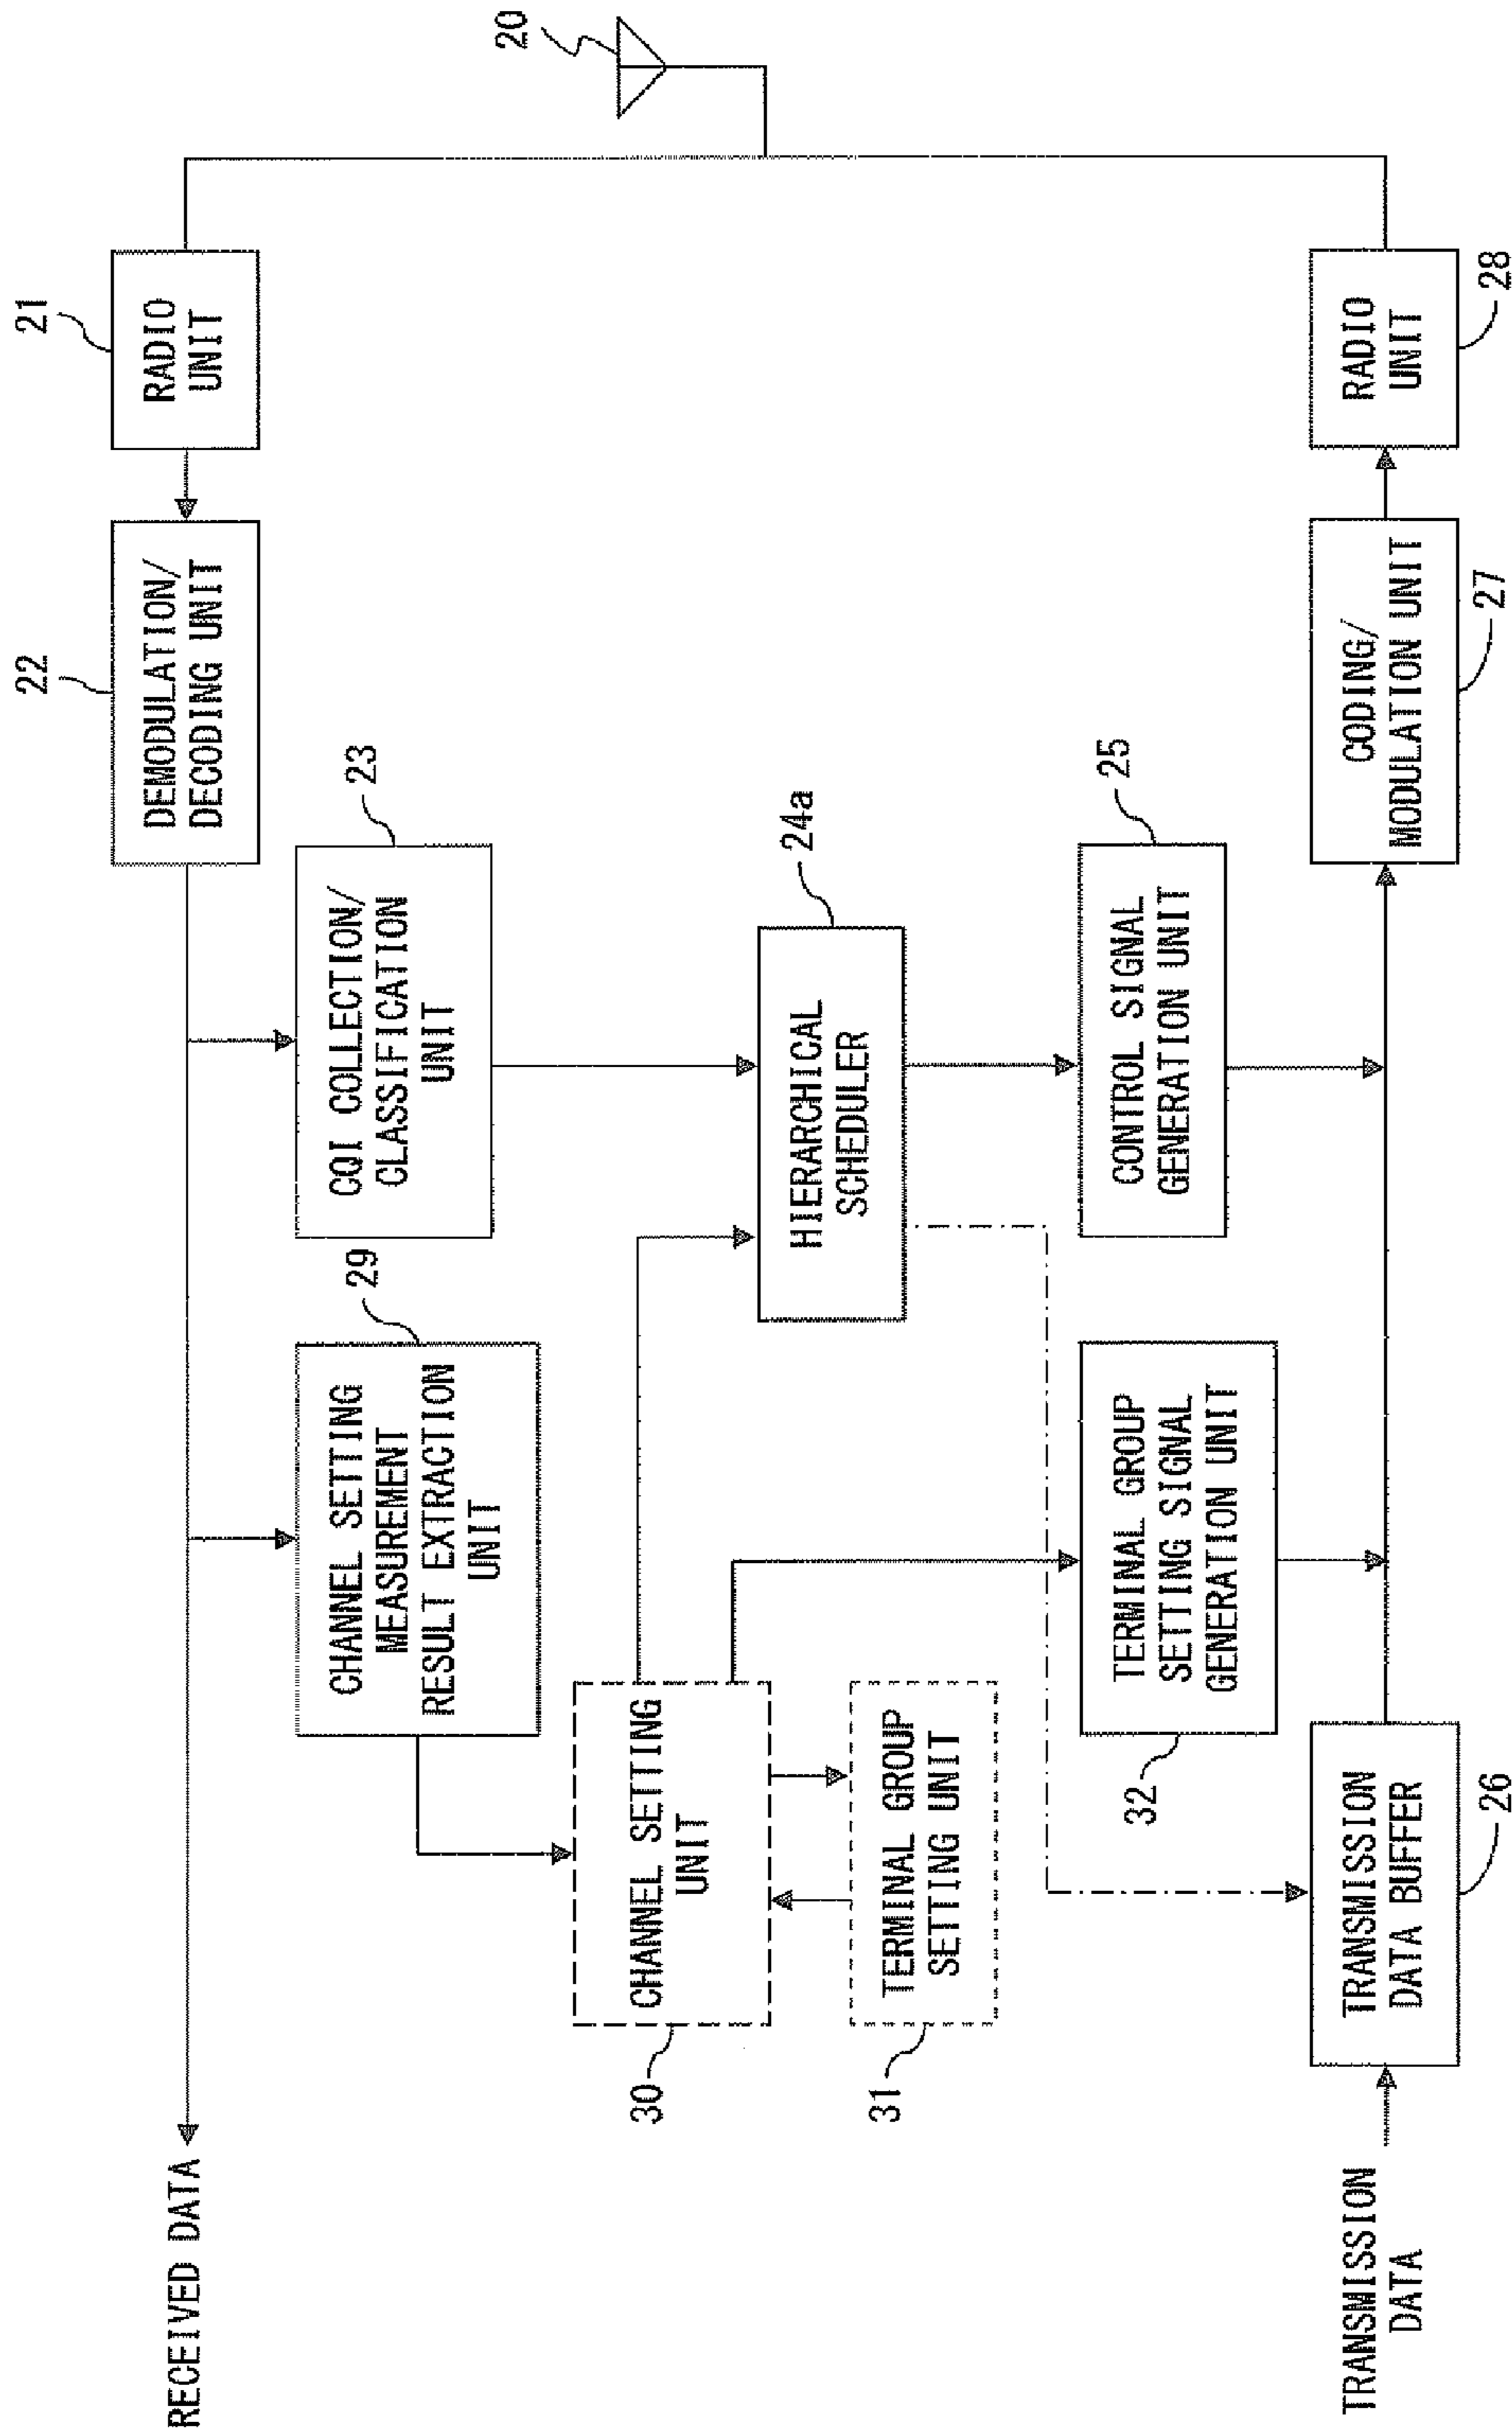 RECEIVED DATA
22
DEMODULATION/
DECODING UNIT
21
RADIO
UNIT
20
29
CHANNEL SETTING
MEASUREMENT
RESULT EXTRACTION
UNIT
23
CQI COLLECTION/
CLASSIFICATION
UNIT
30
CHANNEL SETTING
UNIT
24a
HIERARCHICAL
SCHEDULER
31
TERMINAL GROUP
SETTING UNIT
32
TERMINAL GROUP
SETTING SIGNAL
GENERATION UNIT
25
CONTROL SIGNAL
GENERATION UNIT
TRANSMISSION
DATA
TRANSMISSION
DATA BUFFER
26
CODING/
MODULATION UNIT
27
RADIO
UNIT
28